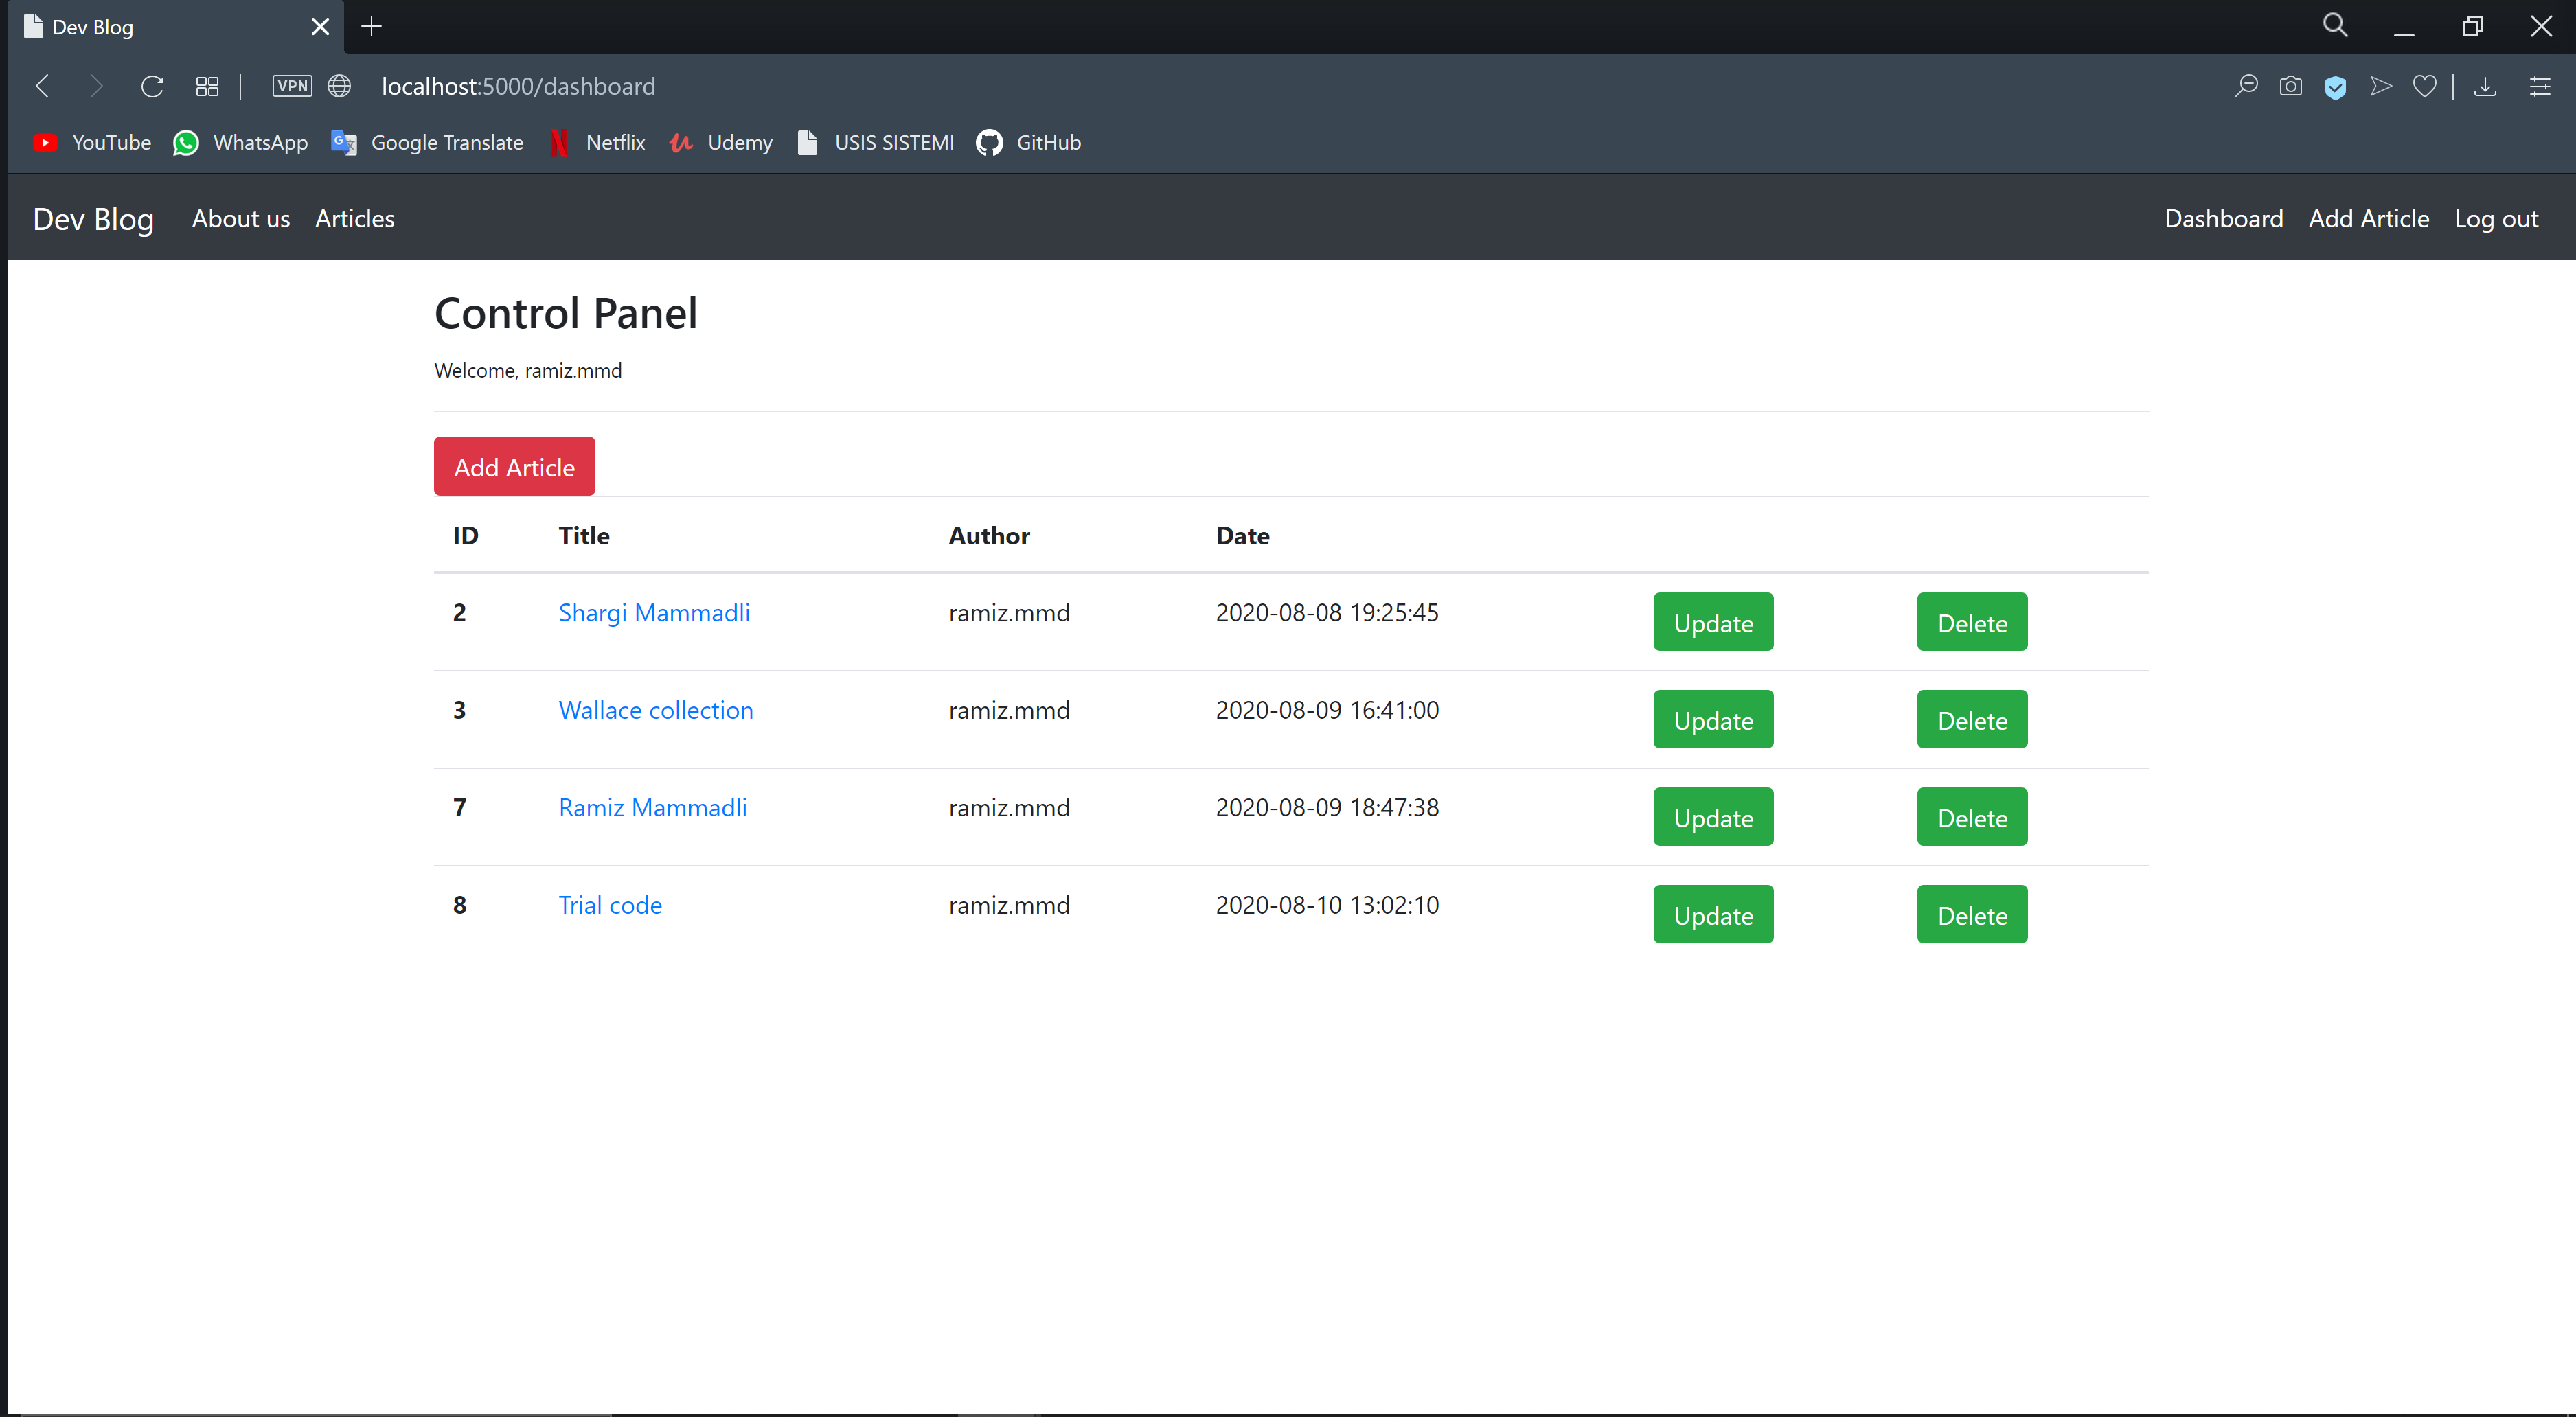 Dev Blog
VPN localhost:5000/dashboard
YouTube WhatsApp Google Translate Netflix Udemy USIS SISTEMI GitHub
Dev Blog About us Articles Dashboard Add Article Log out
Control Panel
Welcome, ramiz.mmd
Add Article
ID Title Author Date
2 Shargi Mammadli ramiz.mmd 2020-08-08 19:25:45 Update Delete
3 Wallace collection ramiz.mmd 2020-08-09 16:41:00 Update Delete
7 Ramiz Mammadli ramiz.mmd 2020-08-09 18:47:38 Update Delete
8 Trial code ramiz.mmd 2020-08-10 13:02:10 Update Delete